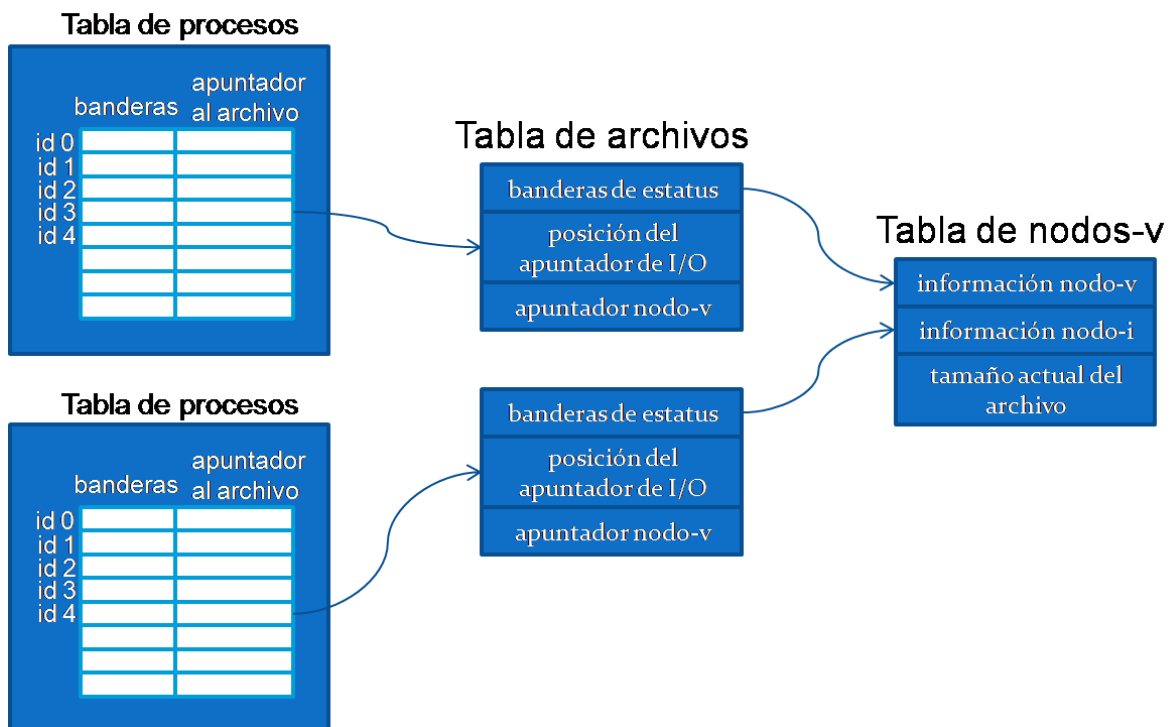 Tabla de procesos
apuntador
banderas al archivo
id 0
id 1
id 2
id 3
id 4
Tabla de archivos
banderas de estatus
posición del
apuntador de I/O
apuntador nodo-v
Tabla de nodos-v
información nodo-v
información nodo-i
tamaño actual del
archivo
Tabla de procesos
apuntador
banderas al archivo
id 0
id 1
id 2
id 3
id 4
banderas de estatus
posición del
apuntador de I/O
apuntador nodo-v